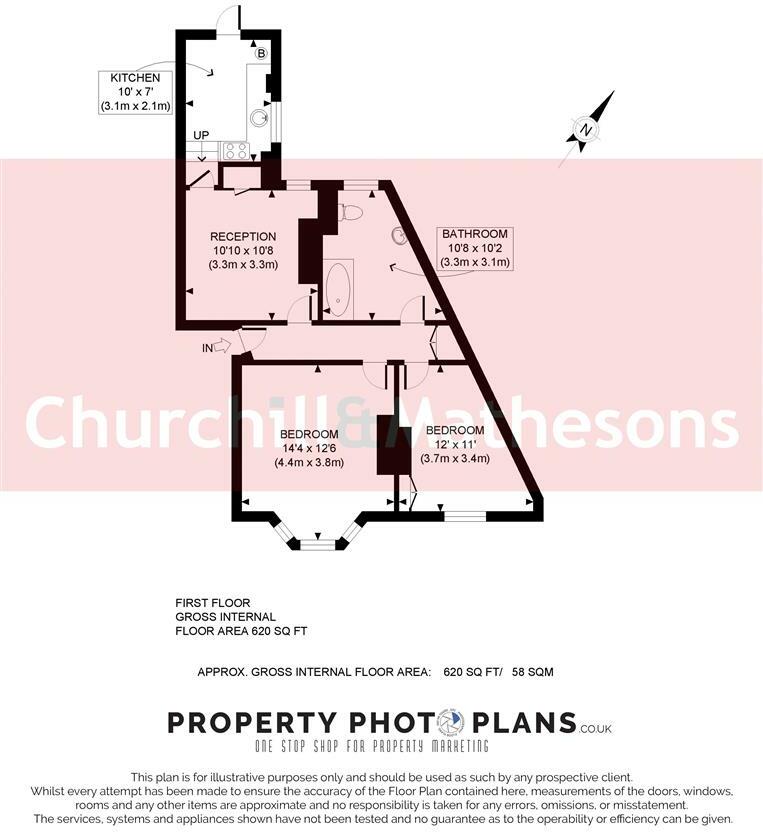 KITCHEN
10' x 7'
(3.1m x 2.1m)
B
UP
N
RECEPTION
10'10 x 10'8
(3.3m x 3.3m)
BATHROOM
10'8 x 10'2
(3.3m x 3.1m)
IN
Churchill & Mathesons
BEDROOM
14'4 x 12'6
(4.4m x 3.8m)
BEDROOM
12' x 11'
(3.7m x 3.4m)
FIRST FLOOR
GROSS INTERNAL
FLOOR AREA 620 SQ FT
APPROX. GROSS INTERNAL FLOOR AREA: 620 SQ FT/ 58 SQM
PROPERTY PHOTO PLANS.CO.UK
ONE STOP SHOP FOR PROPERTY MARKETING
This plan is for illustrative purposes only and should be used as such by any prospective client.
Whilst every attempt has been made to ensure the accuracy of the Floor Plan contained here, measurements of the doors, windows,
rooms and any other items are approximate and no responsibility is taken for any errors, omissions, or misstatement.
The services, systems and appliances shown have not been tested and no guarantee as to the operability or efficiency can be given.